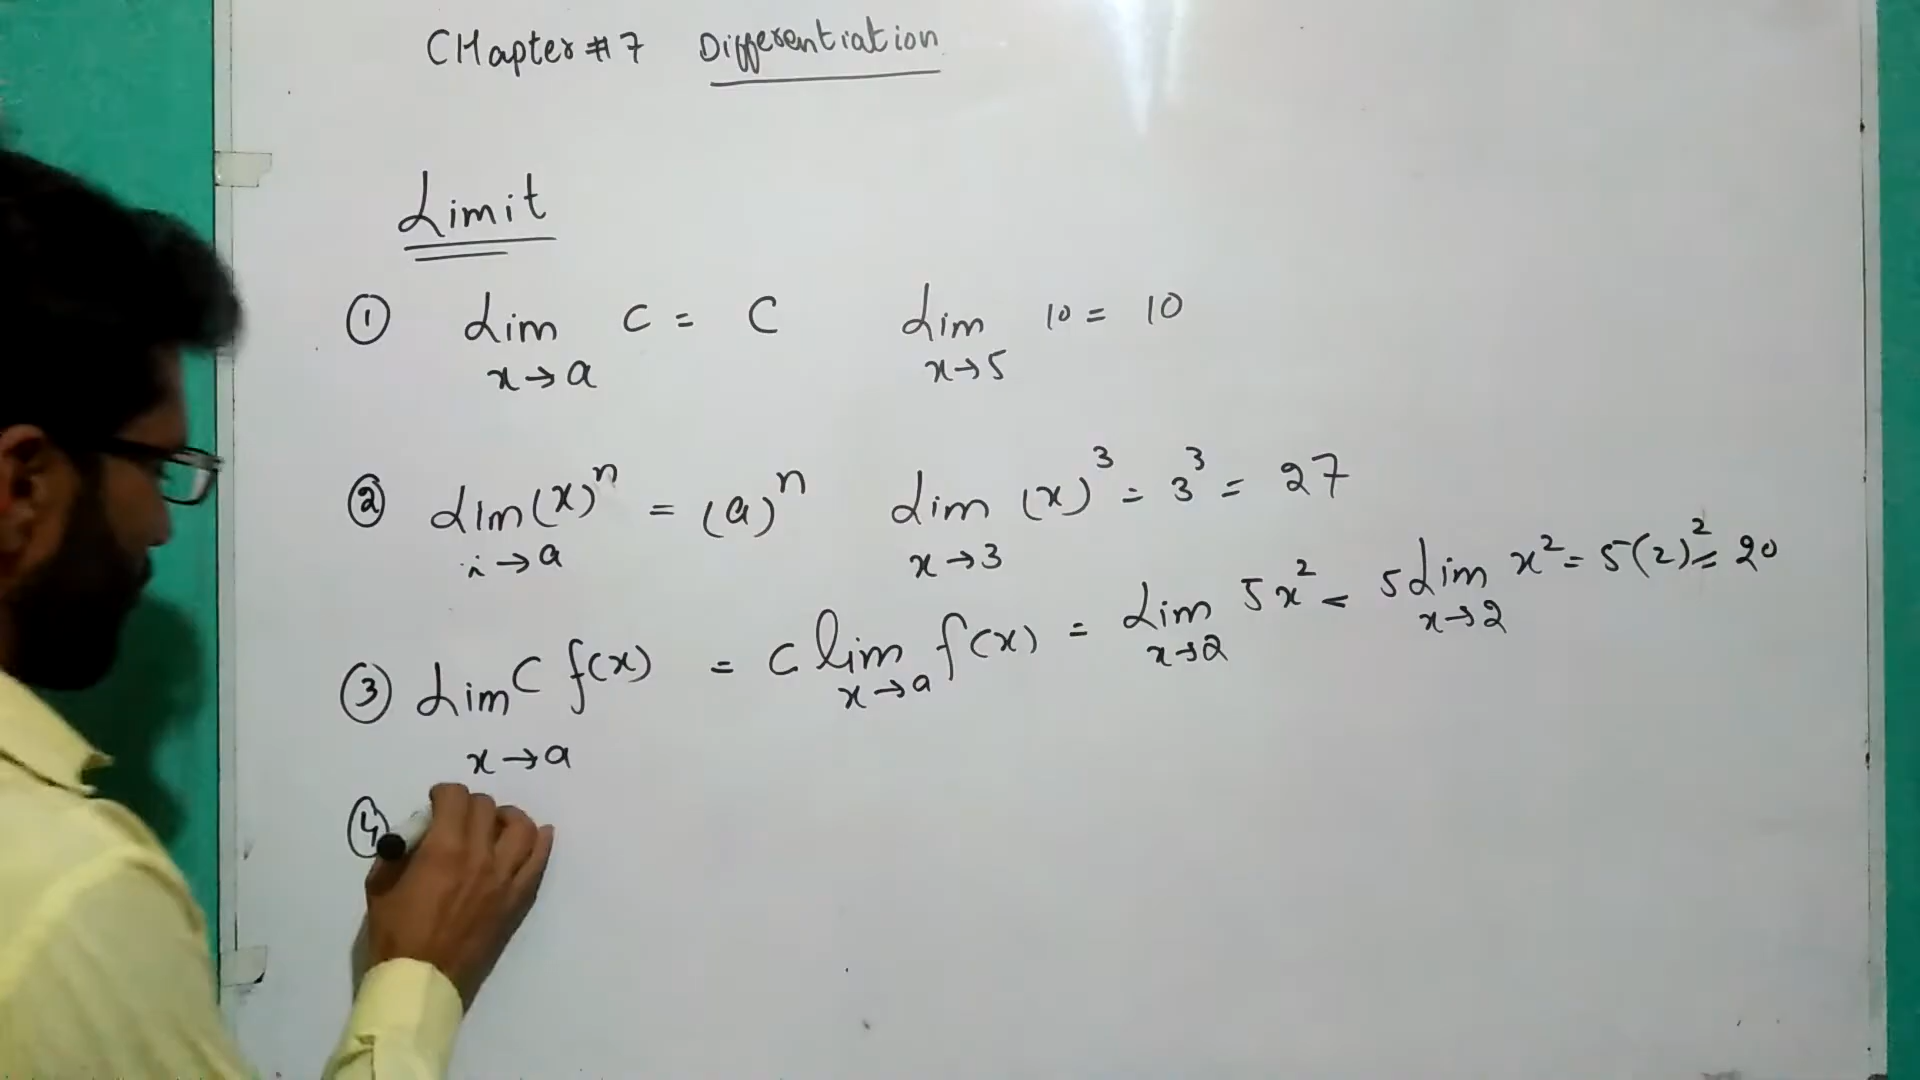 CHapter # 7 Differentiation
Limit
① Lim x→a C = C Lim x→5 10 = 10
② Lim x→a (x)^n = (a)^n Lim x→3 (x)^3 = 3^3 = 27
③ Lim x→a C f(x) = C lim x→a f(x) = Lim x→2 5x^2 = 5 Lim x→2 x^2 = 5(2)^2 = 20
④